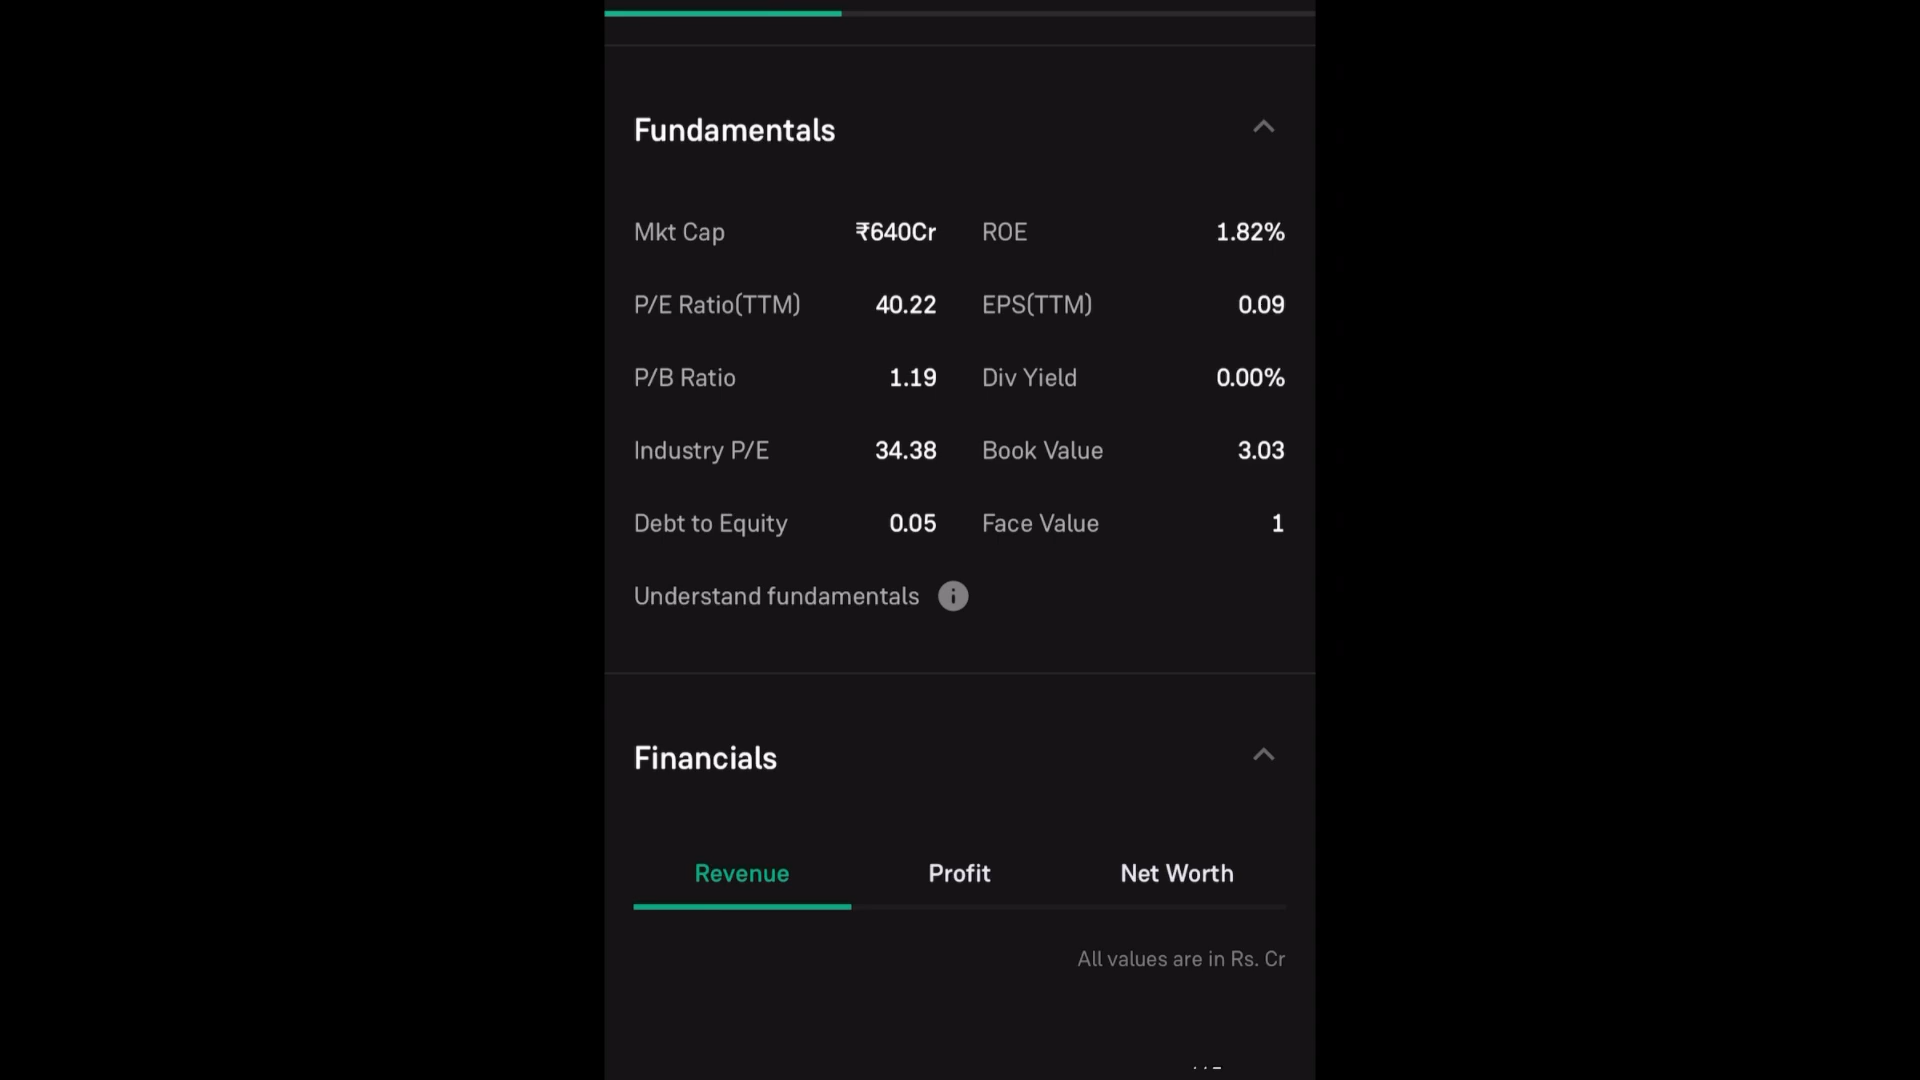 Fundamentals
Mkt Cap ₹640Cr ROE 1.82%
P/E Ratio(TTM) 40.22 EPS(TTM) 0.09
P/B Ratio 1.19 Div Yield 0.00%
Industry P/E 34.38 Book Value 3.03
Debt to Equity 0.05 Face Value 1
Understand fundamentals
Financials
Revenue Profit Net Worth
All values are in Rs. Cr